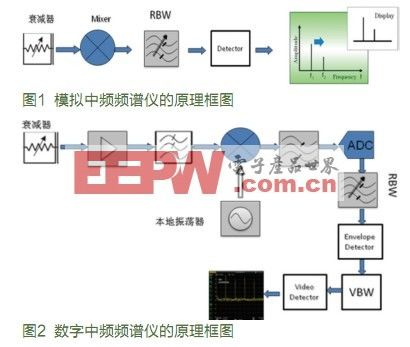 衰减器
Mixer
RBW
Detector
Display
Amplitude
f₁
f₂
Frequency f
图1 模拟中频频谱仪的原理框图
衰减器
ADC
EEPW
電子產品世界
.com.cn
RBW
本地振荡器
Envelope
Detector
Video
Detector
VBW
图2 数字中频频谱仪的原理框图